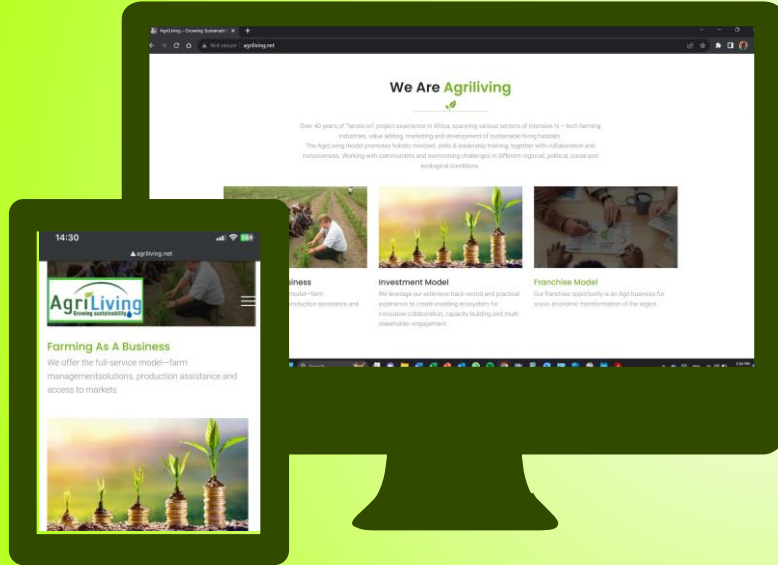 AgriLiving – Growing Sustainabi
Not secure agriliving.net
We Are Agriliving
Over 40 years of "hands-on" project experience in Africa, spanning various sectors of intensive hi – tech farming
industries, value adding, marketing and development of sustainable living habitats.
The AgriLiving model promotes holistic mindset, skills & leadership training, together with collaboration and
inclusiveness. Working with communities and overcoming challenges in different regional, political, social and
ecological conditions
Investment Model
We leverage our extensive track record and practical
experience to create enabling ecosystem for
innovative collaboration, capacity building and multi-
stakeholder engagement.
Franchise Model
Our franchise opportunity is an Agri business for
socio- economic transformation of the region.
siness
model—farm
production assistance and
14:30
agriliving.net
AgriLiving
Growing sustainability
Farming As A Business
We offer the full-service model—farm
managementsolutions, production assistance and
access to markets